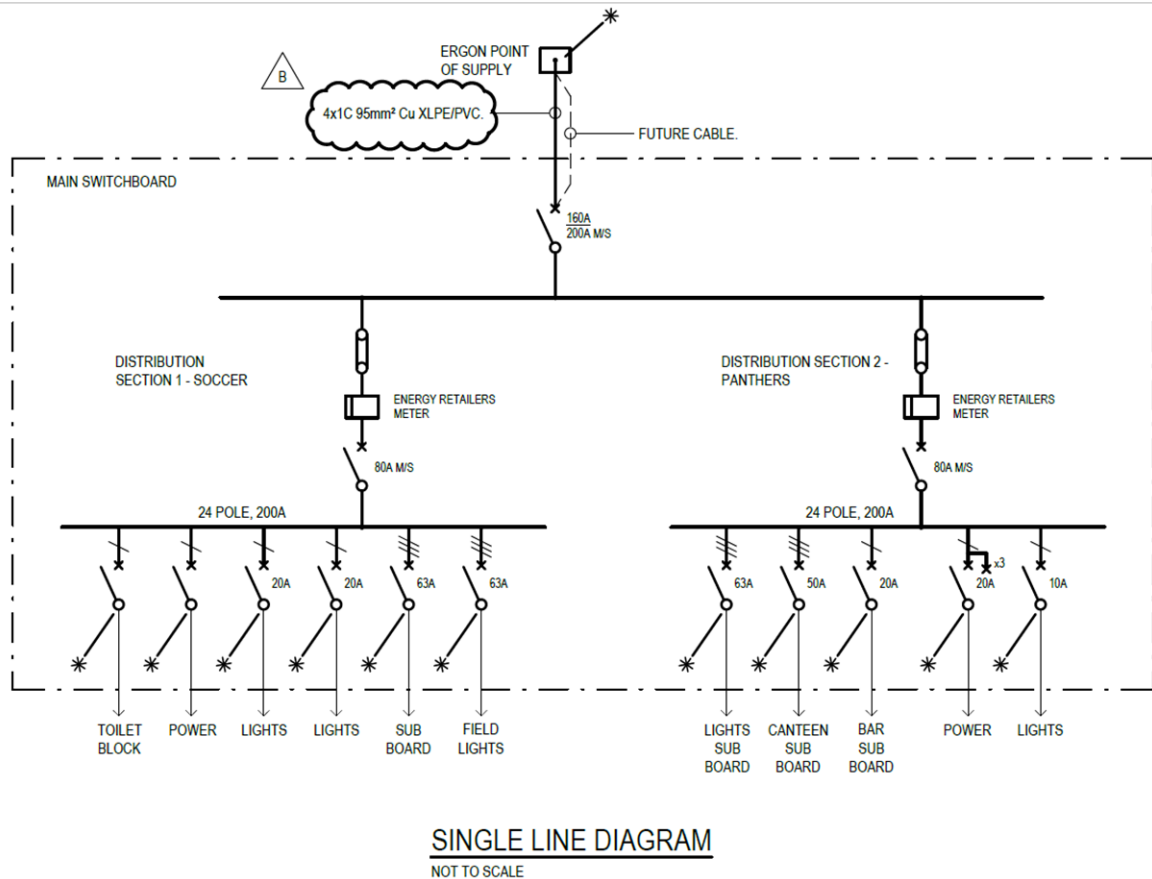 ERGON POINT
OF SUPPLY
B
4x1C 95mm² Cu XLPE/PVC.
FUTURE CABLE.
MAIN SWITCHBOARD
160A
200A M/S
DISTRIBUTION
SECTION 1 - SOCCER
ENERGY RETAILERS
METER
80A M/S
24 POLE, 200A
20A
20A
63A
63A
TOILET
BLOCK
POWER
LIGHTS
LIGHTS
SUB
BOARD
FIELD
LIGHTS
DISTRIBUTION SECTION 2 -
PANTHERS
ENERGY RETAILERS
METER
80A M/S
24 POLE, 200A
63A
50A
20A
20A
x3
10A
LIGHTS
SUB
BOARD
CANTEEN
SUB
BOARD
BAR
SUB
BOARD
POWER
LIGHTS
SINGLE LINE DIAGRAM
NOT TO SCALE